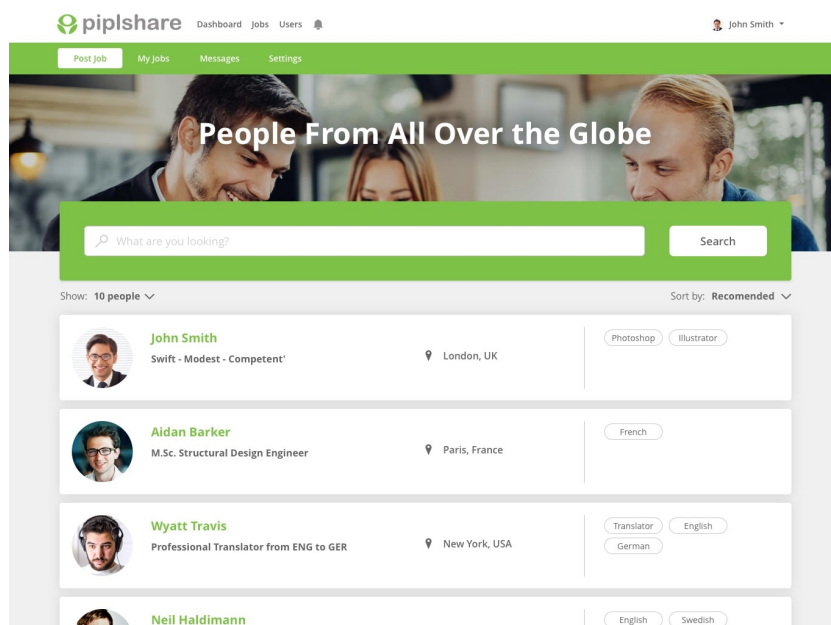 piplshare Dashboard Jobs Users John Smith
Post Job My Jobs Messages Settings
People From All Over the Globe
What are you looking? Search
Show: 10 people Sort by: Recomended
John Smith
Swift - Modest - Competent'
London, UK
Photoshop Illustrator
Aidan Barker
M.Sc. Structural Design Engineer
Paris, France
French
Wyatt Travis
Professional Translator from ENG to GER
New York, USA
Translator English
German
Neil Haldimann
English Swedish